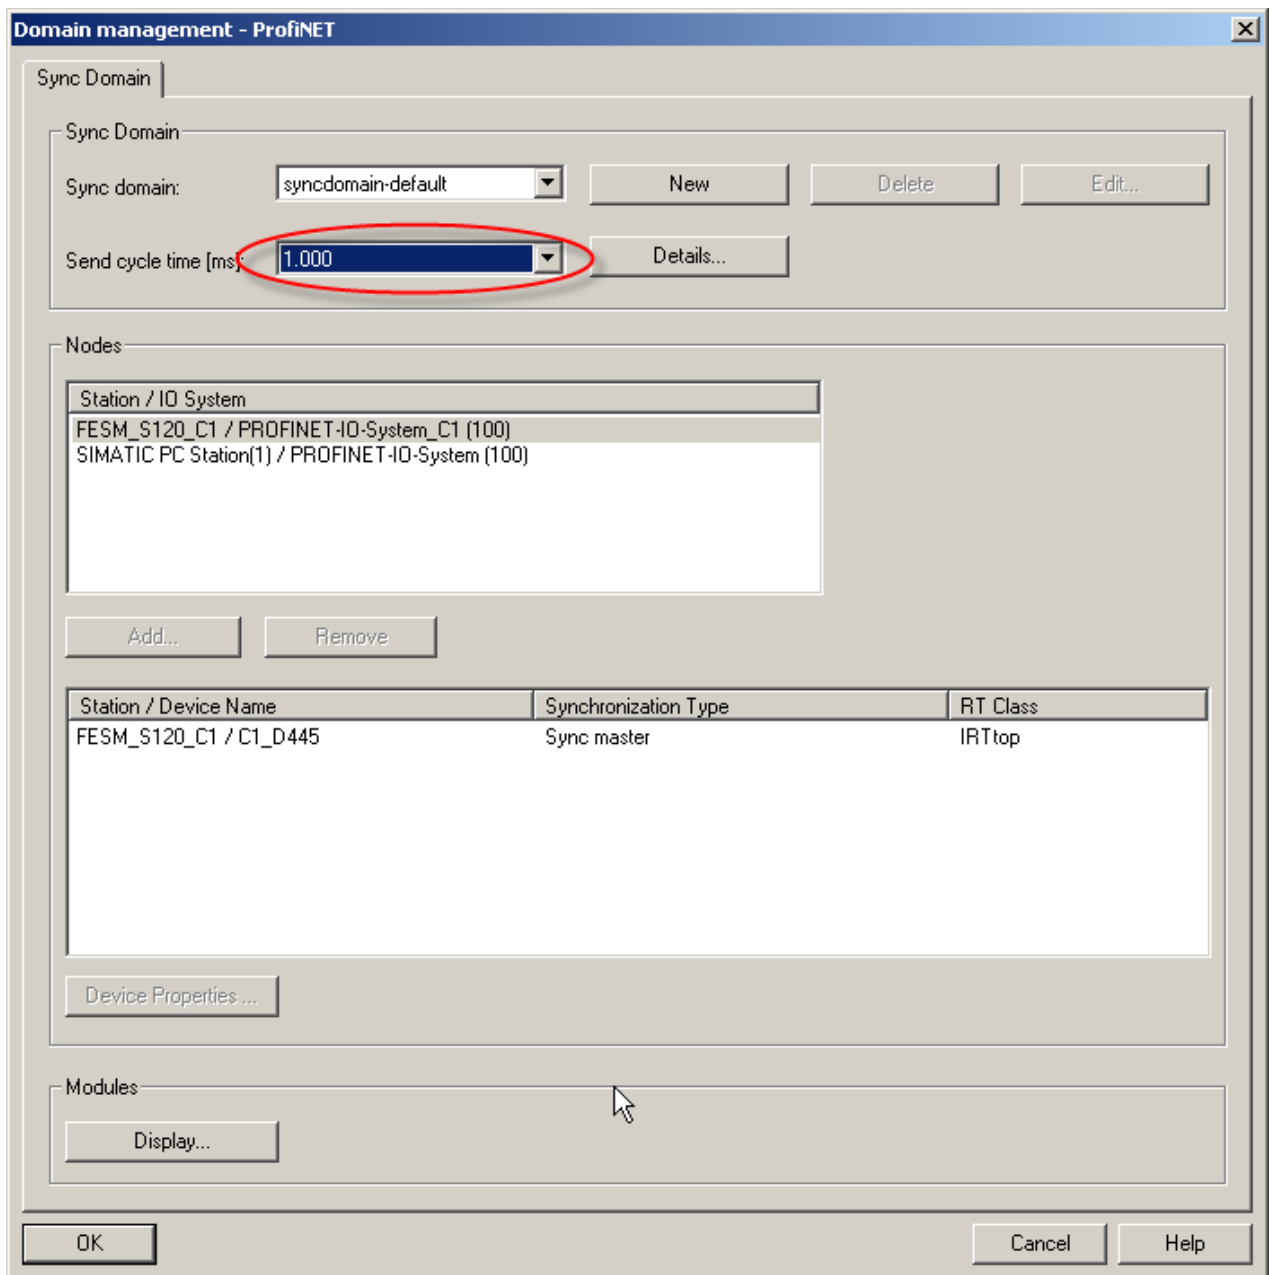 Domain management - ProfiNET
Sync Domain
Sync Domain
Sync domain: syncdomain-default New Delete Edit...
Send cycle time [ms]: 1.000 Details...
Nodes
Station / IO System
FESM_S120_C1 / PROFINET-IO-System_C1 (100)
SIMATIC PC Station(1) / PROFINET-IO-System (100)
Add... Remove
Station / Device Name Synchronization Type RT Class
FESM_S120_C1 / C1_D445 Sync master IRTtop
Device Properties ...
Modules
Display...
OK Cancel Help